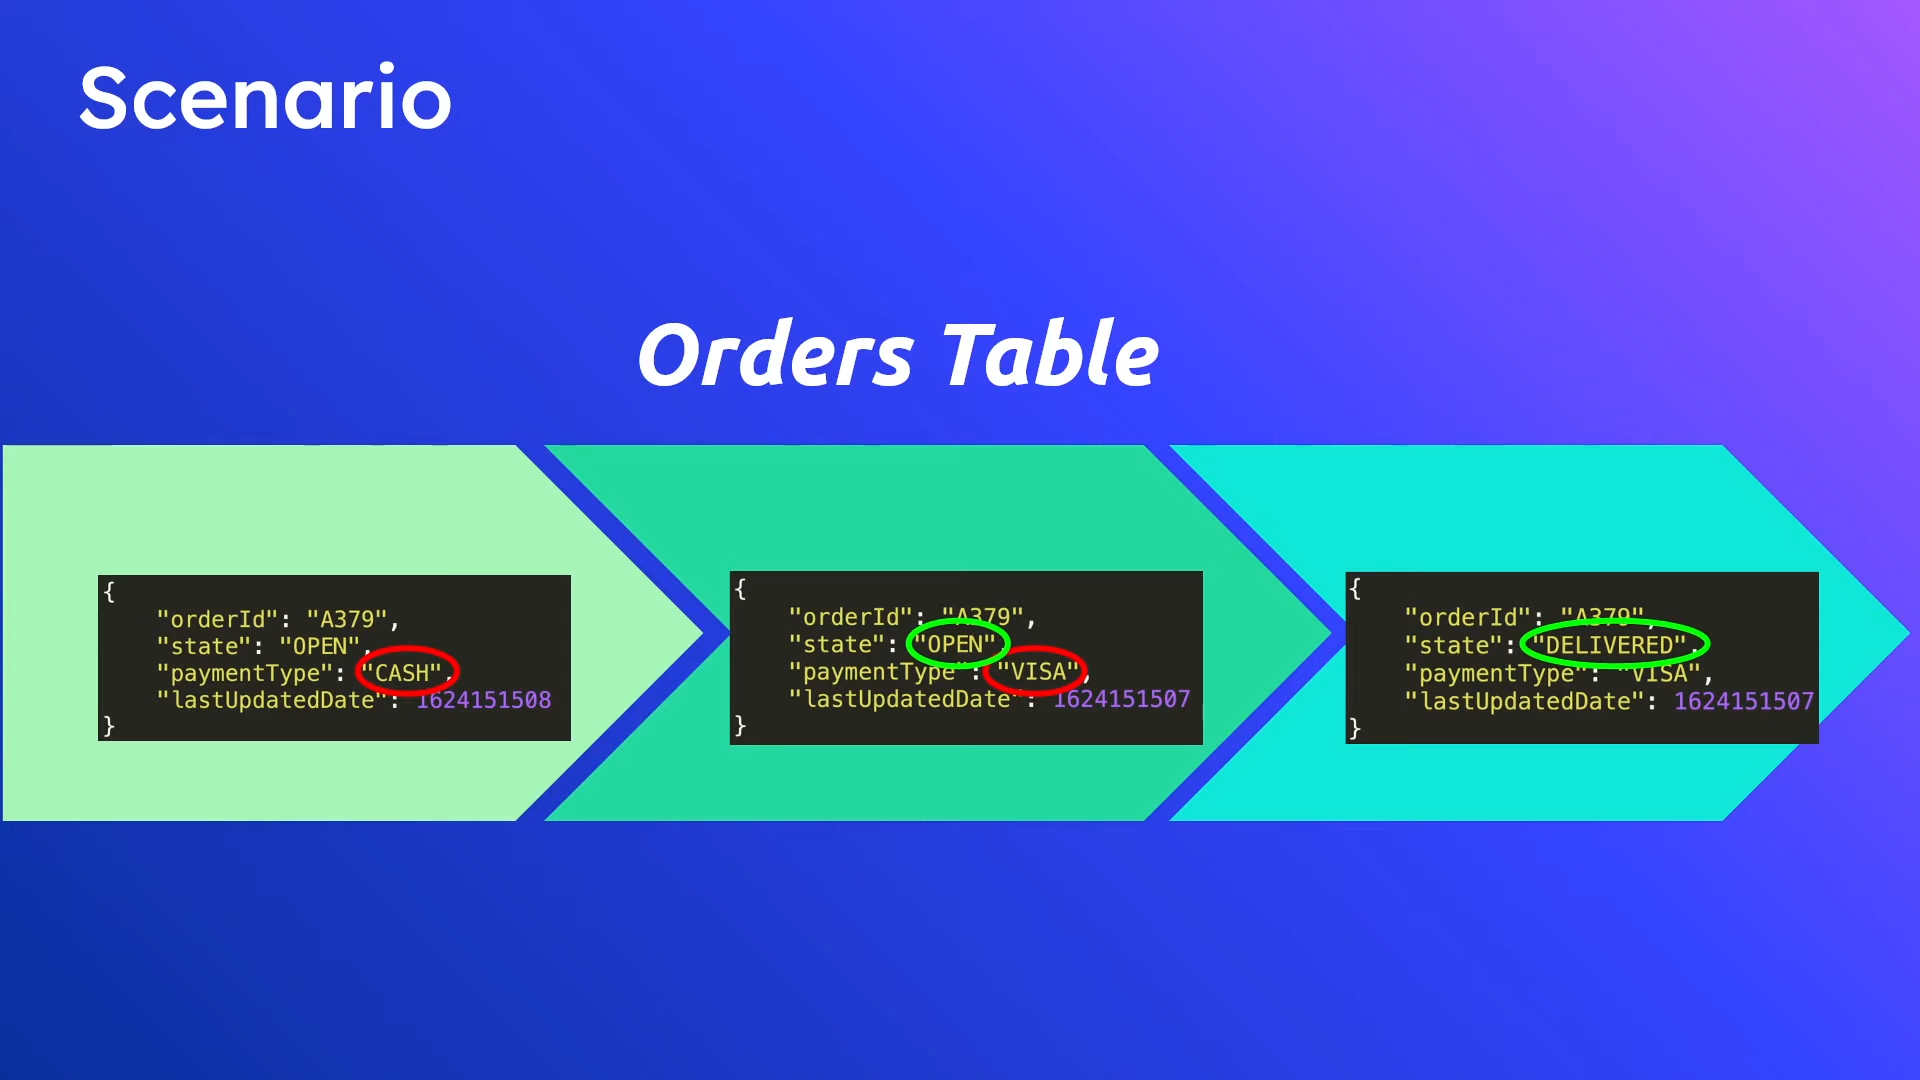 Scenario
Orders Table
{
"orderId": "A379",
"state": "OPEN",
"paymentType": "CASH",
"lastUpdatedDate": 1624151508
}
{
"orderId": "A379",
"state": "OPEN",
"paymentType": "VISA",
"lastUpdatedDate": 1624151507
}
{
"orderId": "A379",
"state": "DELIVERED",
"paymentType": "VISA",
"lastUpdatedDate": 1624151507
}